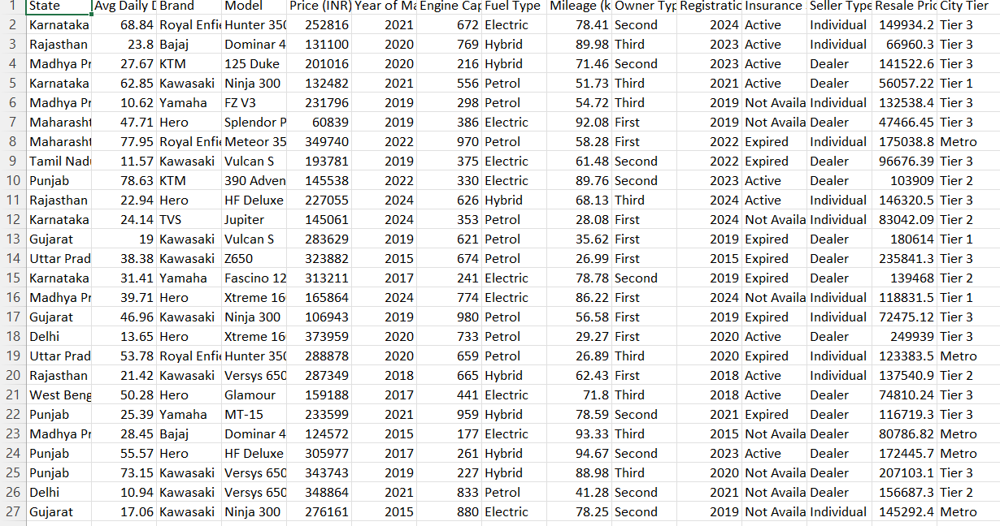 1 State Avg Daily D Brand Model Price (INR) Year of Ma Engine Cap Fuel Type Mileage (k Owner Typ Registratic Insurance Seller Type Resale Pric City Tier
2 Karnataka 68.84 Royal Enfie Hunter 350 252816 2021 672 Electric 78.41 Second 2024 Active Individual 149934.2 Tier 3
3 Rajasthan 23.8 Bajaj Dominar 4 131100 2020 769 Hybrid 89.98 Third 2023 Active Individual 66960.3 Tier 3
4 Madhya Pr 27.67 KTM 125 Duke 201016 2020 216 Hybrid 71.46 Second 2023 Active Dealer 141522.6 Tier 3
5 Karnataka 62.85 Kawasaki Ninja 300 132482 2021 556 Petrol 51.73 Third 2021 Active Dealer 56057.22 Tier 1
6 Madhya Pr 10.62 Yamaha FZ V3 231796 2019 298 Petrol 54.72 Third 2019 Not Availa Individual 132538.4 Tier 3
7 Maharasht 47.71 Hero Splendor P 60839 2019 386 Electric 92.08 First 2019 Not Availa Dealer 47466.45 Tier 3
8 Maharasht 77.95 Royal Enfie Meteor 35 349740 2022 970 Petrol 58.28 First 2022 Expired Individual 175038.8 Metro
9 Tamil Nad 11.57 Kawasaki Vulcan S 193781 2019 375 Electric 61.48 Second 2022 Expired Dealer 96676.39 Tier 3
10 Punjab 78.63 KTM 390 Adven 145538 2022 330 Electric 89.76 Second 2023 Active Dealer 103909 Tier 2
11 Rajasthan 22.94 Hero HF Deluxe 227055 2024 626 Hybrid 68.13 Third 2024 Active Individual 146320.5 Tier 3
12 Karnataka 24.14 TVS Jupiter 145061 2024 353 Petrol 28.08 First 2024 Not Availa Individual 83042.09 Tier 2
13 Gujarat 19 Kawasaki Vulcan S 283629 2019 621 Petrol 35.62 First 2019 Expired Dealer 180614 Tier 1
14 Uttar Prad 38.38 Kawasaki Z650 323882 2015 674 Petrol 26.99 First 2015 Expired Dealer 235841.3 Tier 3
15 Karnataka 31.41 Yamaha Fascino 12 313211 2017 241 Electric 78.78 Second 2019 Expired Dealer 139468 Tier 2
16 Madhya Pr 39.71 Hero Xtreme 16 165864 2024 774 Electric 86.22 First 2024 Not Availa Individual 118831.5 Tier 1
17 Gujarat 46.96 Kawasaki Ninja 300 106943 2019 980 Petrol 56.58 First 2019 Expired Individual 72475.12 Tier 3
18 Delhi 13.65 Hero Xtreme 16 373959 2020 733 Petrol 29.27 First 2020 Active Dealer 249939 Tier 3
19 Uttar Prad 53.78 Royal Enfie Hunter 350 288878 2020 659 Petrol 26.89 Third 2020 Expired Individual 123383.5 Metro
20 Rajasthan 21.42 Kawasaki Versys 650 287349 2018 665 Hybrid 62.43 First 2018 Active Individual 137540.9 Tier 2
21 West Beng 50.28 Hero Glamour 159188 2017 441 Electric 71.8 Third 2018 Active Dealer 74810.24 Tier 3
22 Punjab 25.39 Yamaha MT-15 233599 2021 959 Hybrid 78.59 Second 2021 Expired Dealer 116719.3 Tier 3
23 Madhya Pr 28.45 Bajaj Dominar 4 124572 2015 177 Electric 93.33 Third 2015 Not Availa Dealer 80786.82 Metro
24 Punjab 55.57 Hero HF Deluxe 305977 2017 261 Hybrid 94.67 Second 2023 Active Dealer 172445.7 Metro
25 Punjab 73.15 Kawasaki Versys 650 343743 2019 227 Hybrid 88.98 Third 2020 Not Availa Dealer 207103.1 Tier 3
26 Delhi 10.94 Kawasaki Versys 650 348864 2021 833 Petrol 41.28 Second 2021 Not Availa Dealer 156687.3 Tier 2
27 Gujarat 17.06 Kawasaki Ninja 300 276161 2015 880 Electric 78.25 Second 2019 Not Availa Individual 145292.4 Metro